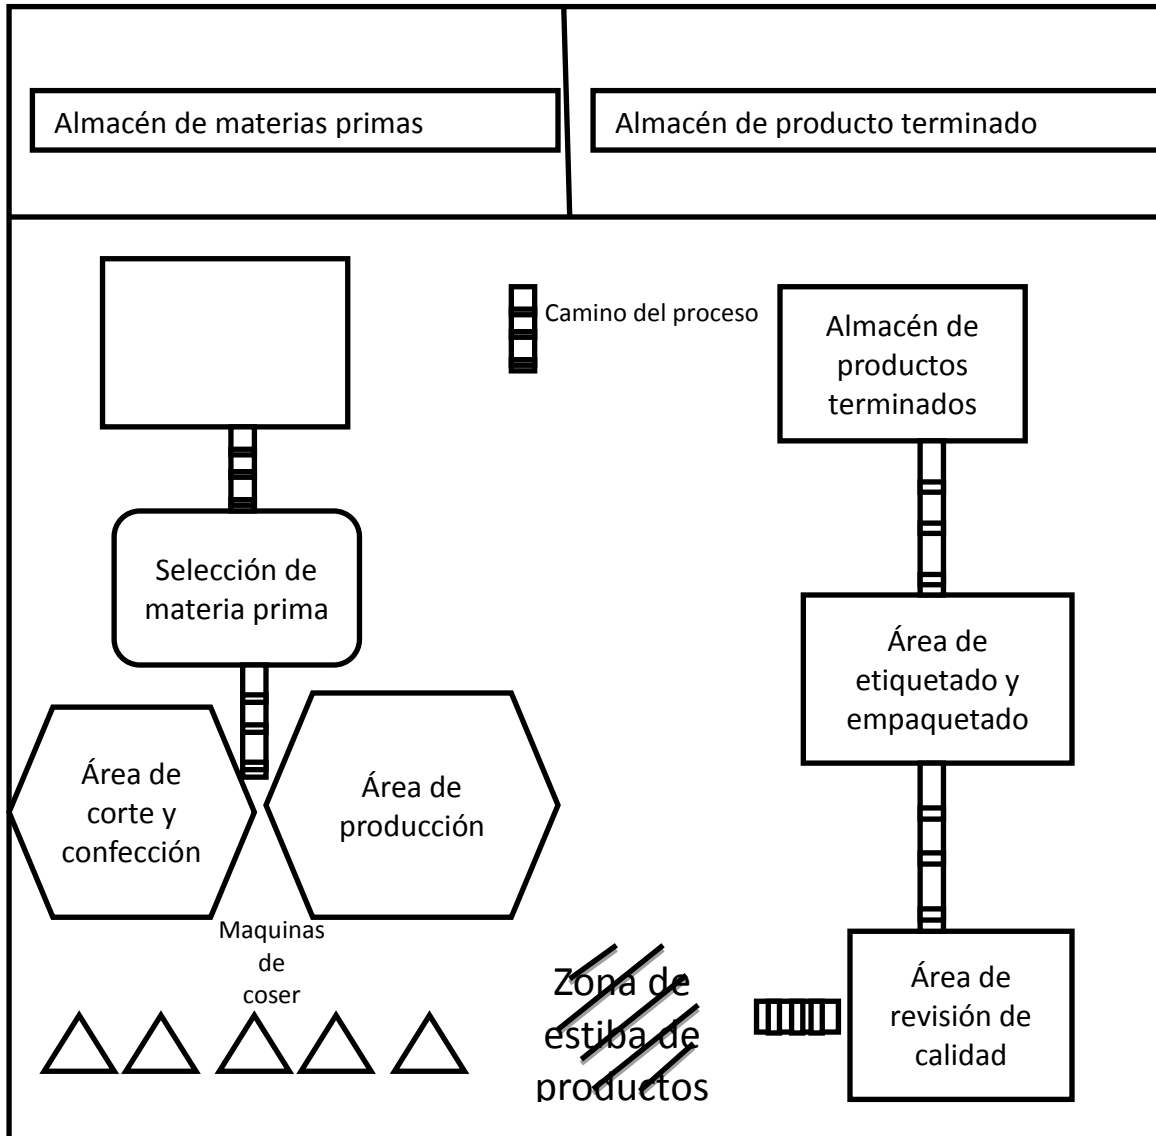 Almacén de materias primas
Almacén de producto terminado
Camino del proceso
Almacén de
productos
terminados
Selección de
materia prima
Área de
etiquetado y
empaquetado
Área de
corte y
confección
Área de
producción
Maquinas
de
coser
Zona de
estiba de
productos
Área de
revisión de
calidad